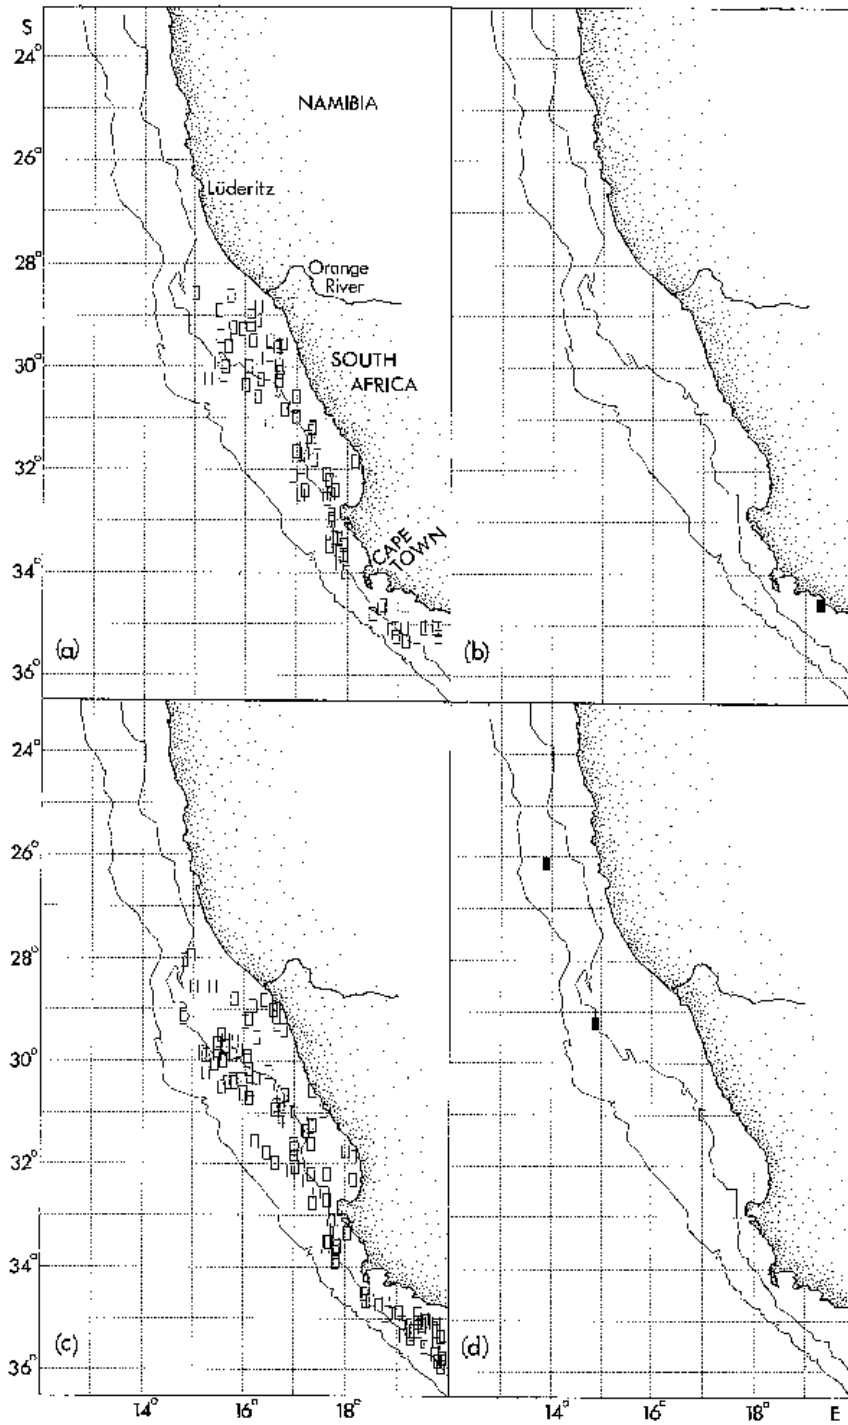 S
24°
26°
28°
30°
32°
34°
36°
NAMIBIA
Lüderitz
Orange
River
SOUTH
AFRICA
CAPE
TOWN
(a)
(b)
24°
26°
28°
30°
32°
34°
36°
(c)
(d)
14°
16°
18°
14°
16°
18°
E